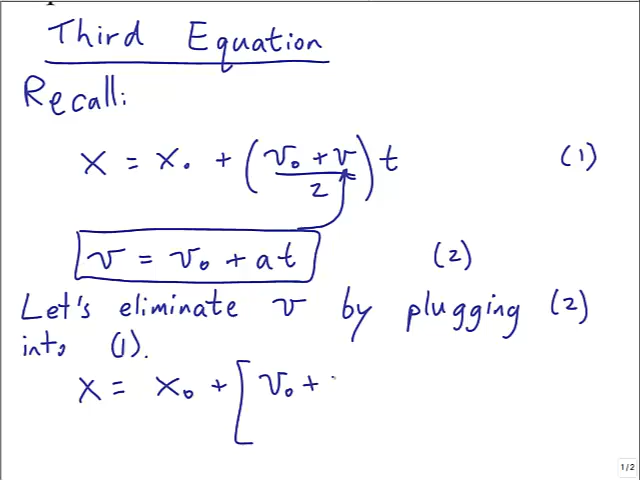 Third Equation
Recall:
x = x₀ + ( (v₀ + v) / 2 ) t (1)
v = v₀ + at (2)
Let's eliminate v by plugging (2)
into (1).
x = x₀ + [ v₀ +
1/2